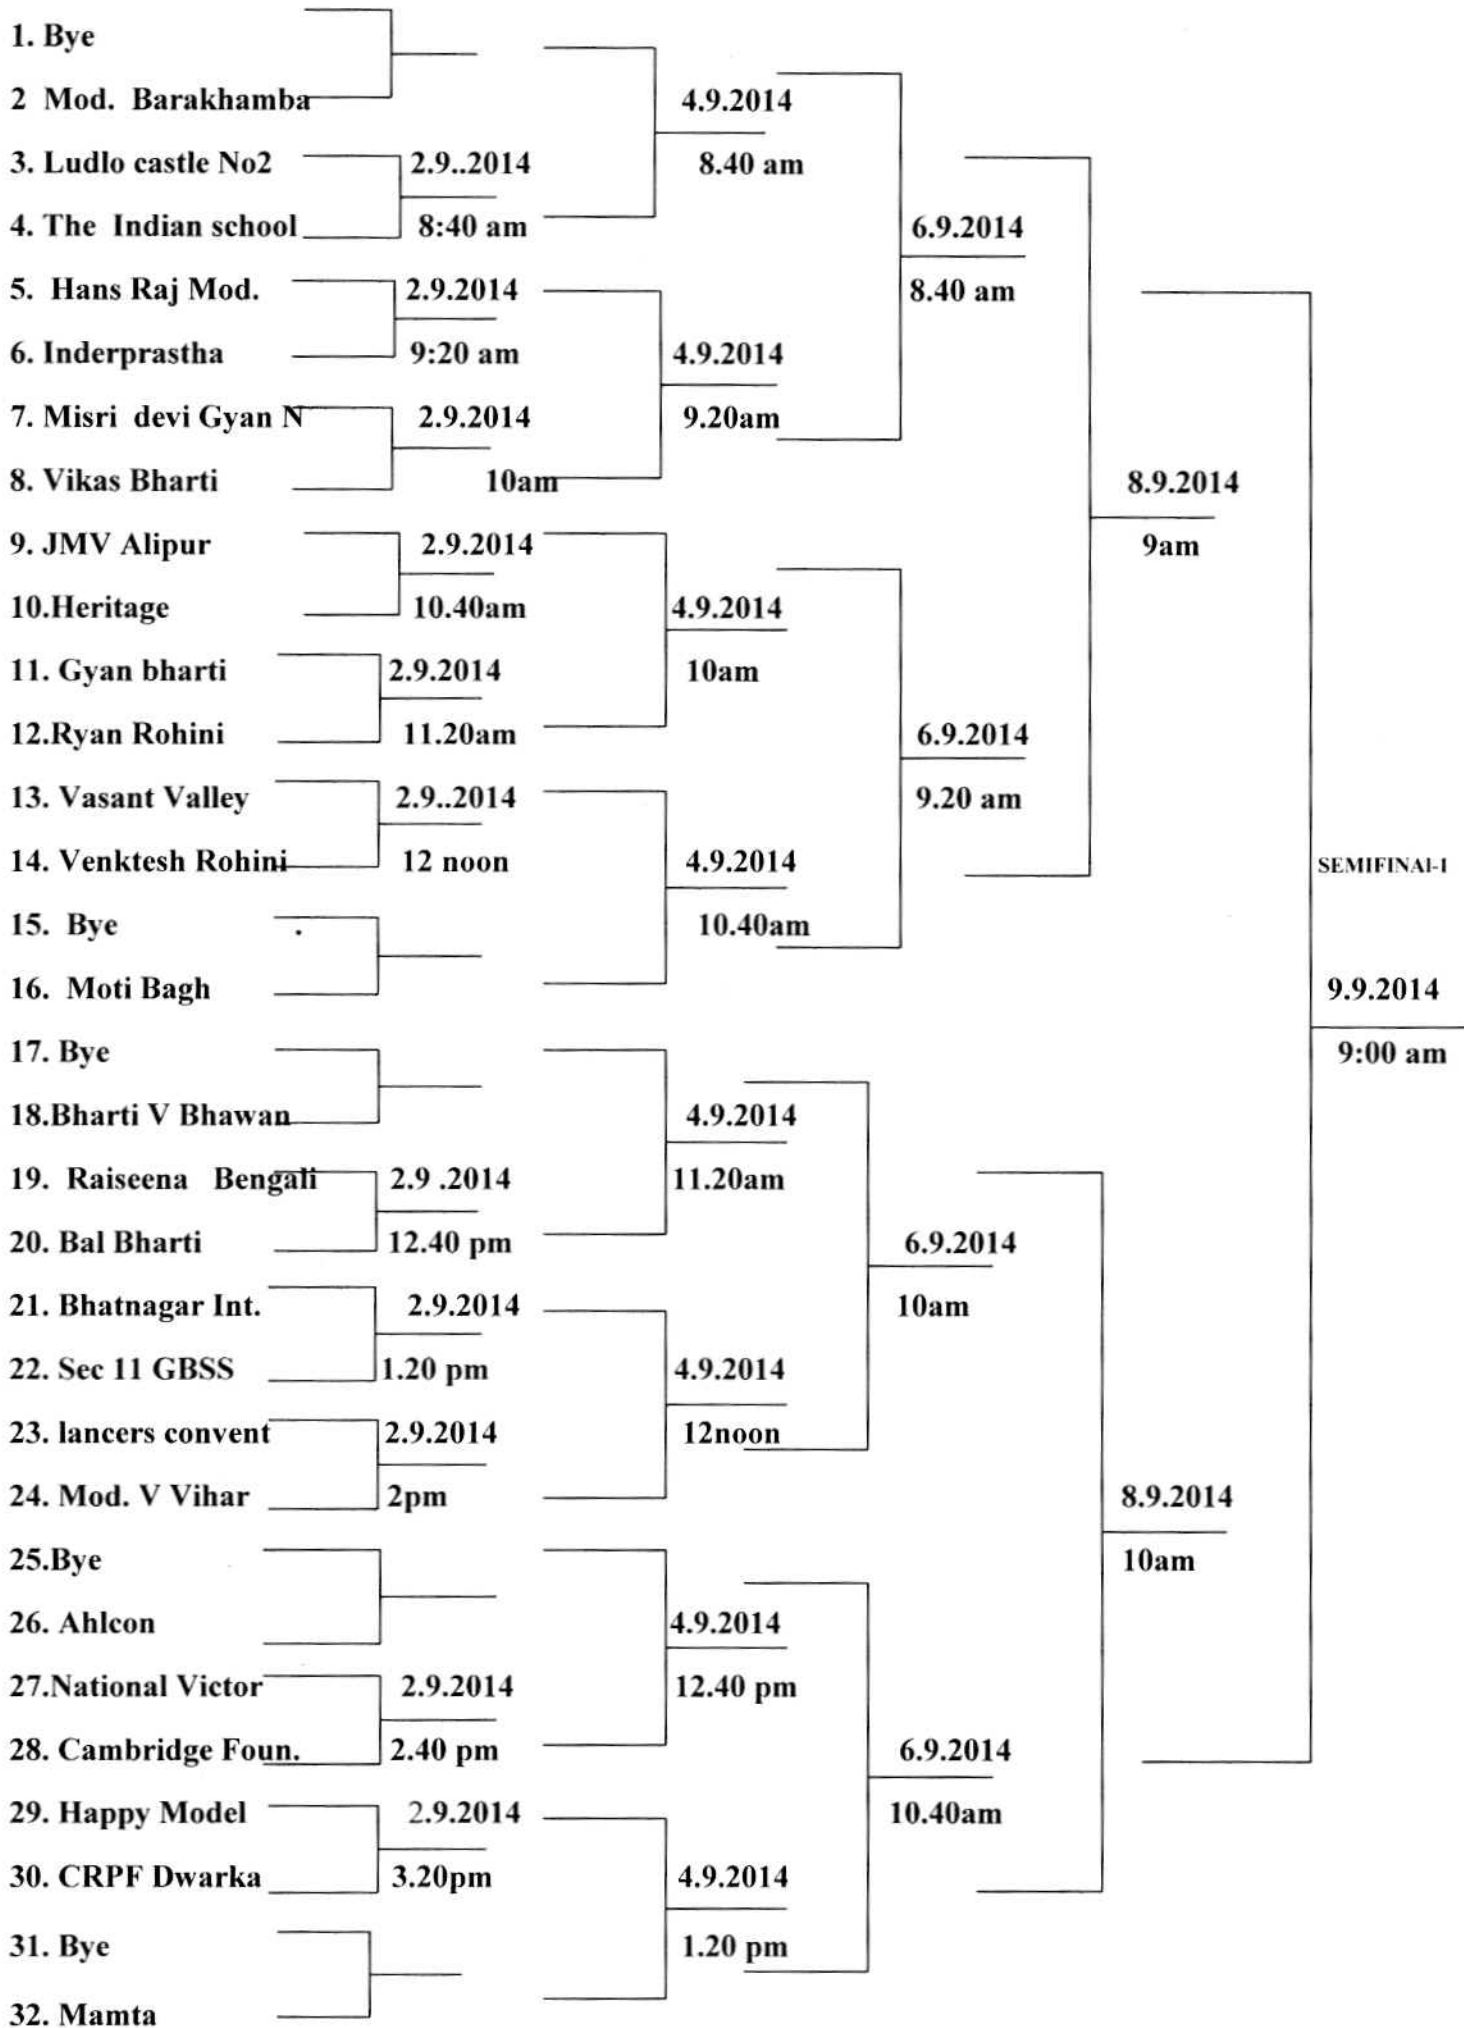 1. Bye
2 Mod. Barakhamba 4.9.2014
3. Ludlo castle No2 2.9..2014 8.40 am
4. The Indian school 8:40 am 6.9.2014
5. Hans Raj Mod. 2.9.2014 8.40 am
6. Inderprastha 9:20 am 4.9.2014
7. Misri devi Gyan N 2.9.2014 9.20am
8. Vikas Bharti 10am 8.9.2014
9. JMV Alipur 2.9.2014 9am
10.Heritage 10.40am 4.9.2014
11. Gyan bharti 2.9.2014 10am
12.Ryan Rohini 11.20am 6.9.2014
13. Vasant Valley 2.9..2014 9.20 am
14. Venktesh Rohini 12 noon 4.9.2014 SEMIFINAl-I
15. Bye 10.40am
16. Moti Bagh 9.9.2014
17. Bye 9:00 am
18.Bharti V Bhawan 4.9.2014
19. Raiseena Bengali 2.9 .2014 11.20am
20. Bal Bharti 12.40 pm 6.9.2014
21. Bhatnagar Int. 2.9.2014 10am
22. Sec 11 GBSS 1.20 pm 4.9.2014
23. lancers convent 2.9.2014 12noon
24. Mod. V Vihar 2pm 8.9.2014
25.Bye 10am
26. Ahlcon 4.9.2014
27.National Victor 2.9.2014 12.40 pm
28. Cambridge Foun. 2.40 pm 6.9.2014
29. Happy Model 2.9.2014 10.40am
30. CRPF Dwarka 3.20pm 4.9.2014
31. Bye 1.20 pm
32. Mamta